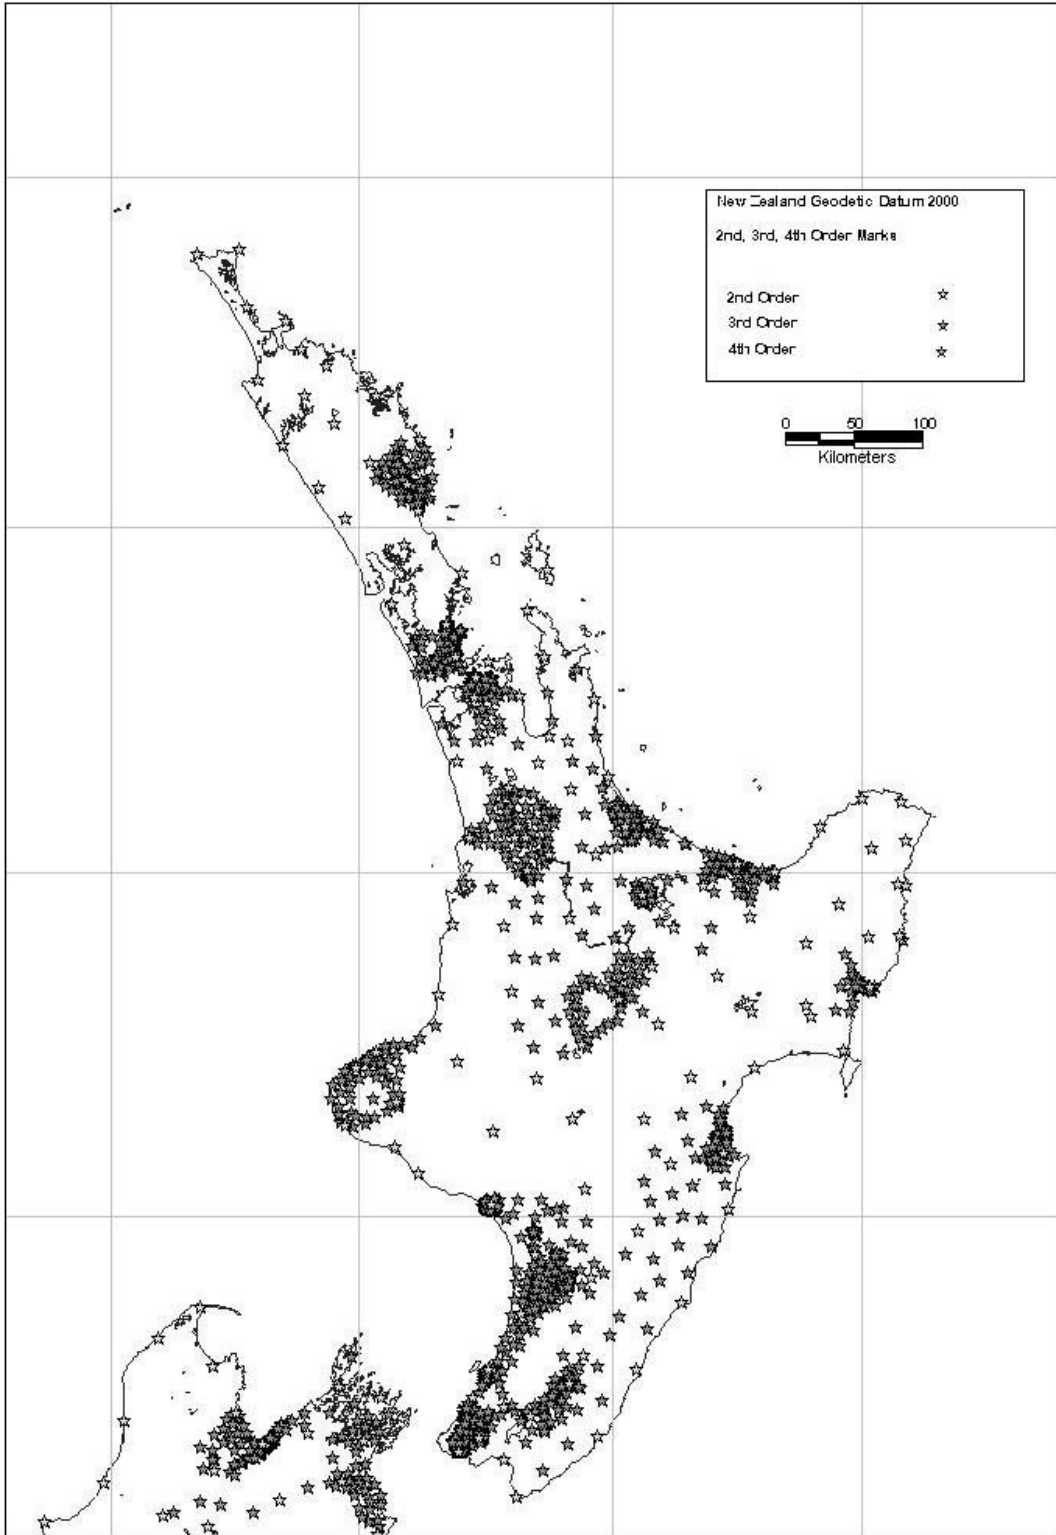 New Zealand Geodetic Datum 2000
2nd, 3rd, 4th Order Marks
2nd Order
3rd Order
4th Order
0 50 100
Kilometers